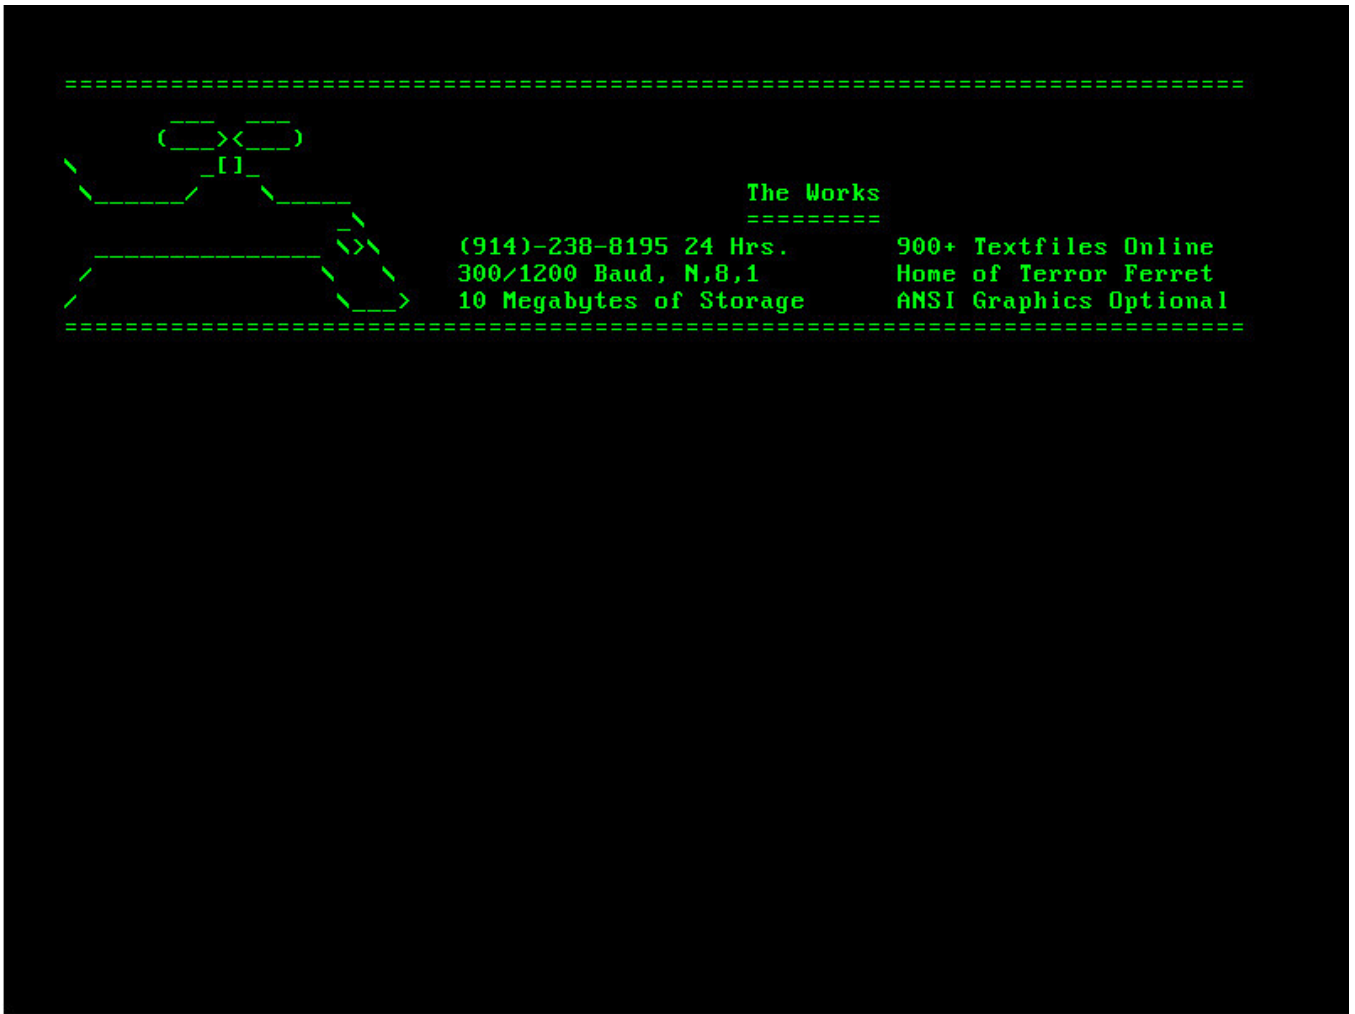 The Works
(914)-238-8195 24 Hrs. 900+ Textfiles Online
300/1200 Baud, N,8,1 Home of Terror Ferret
10 Megabytes of Storage ANSI Graphics Optional